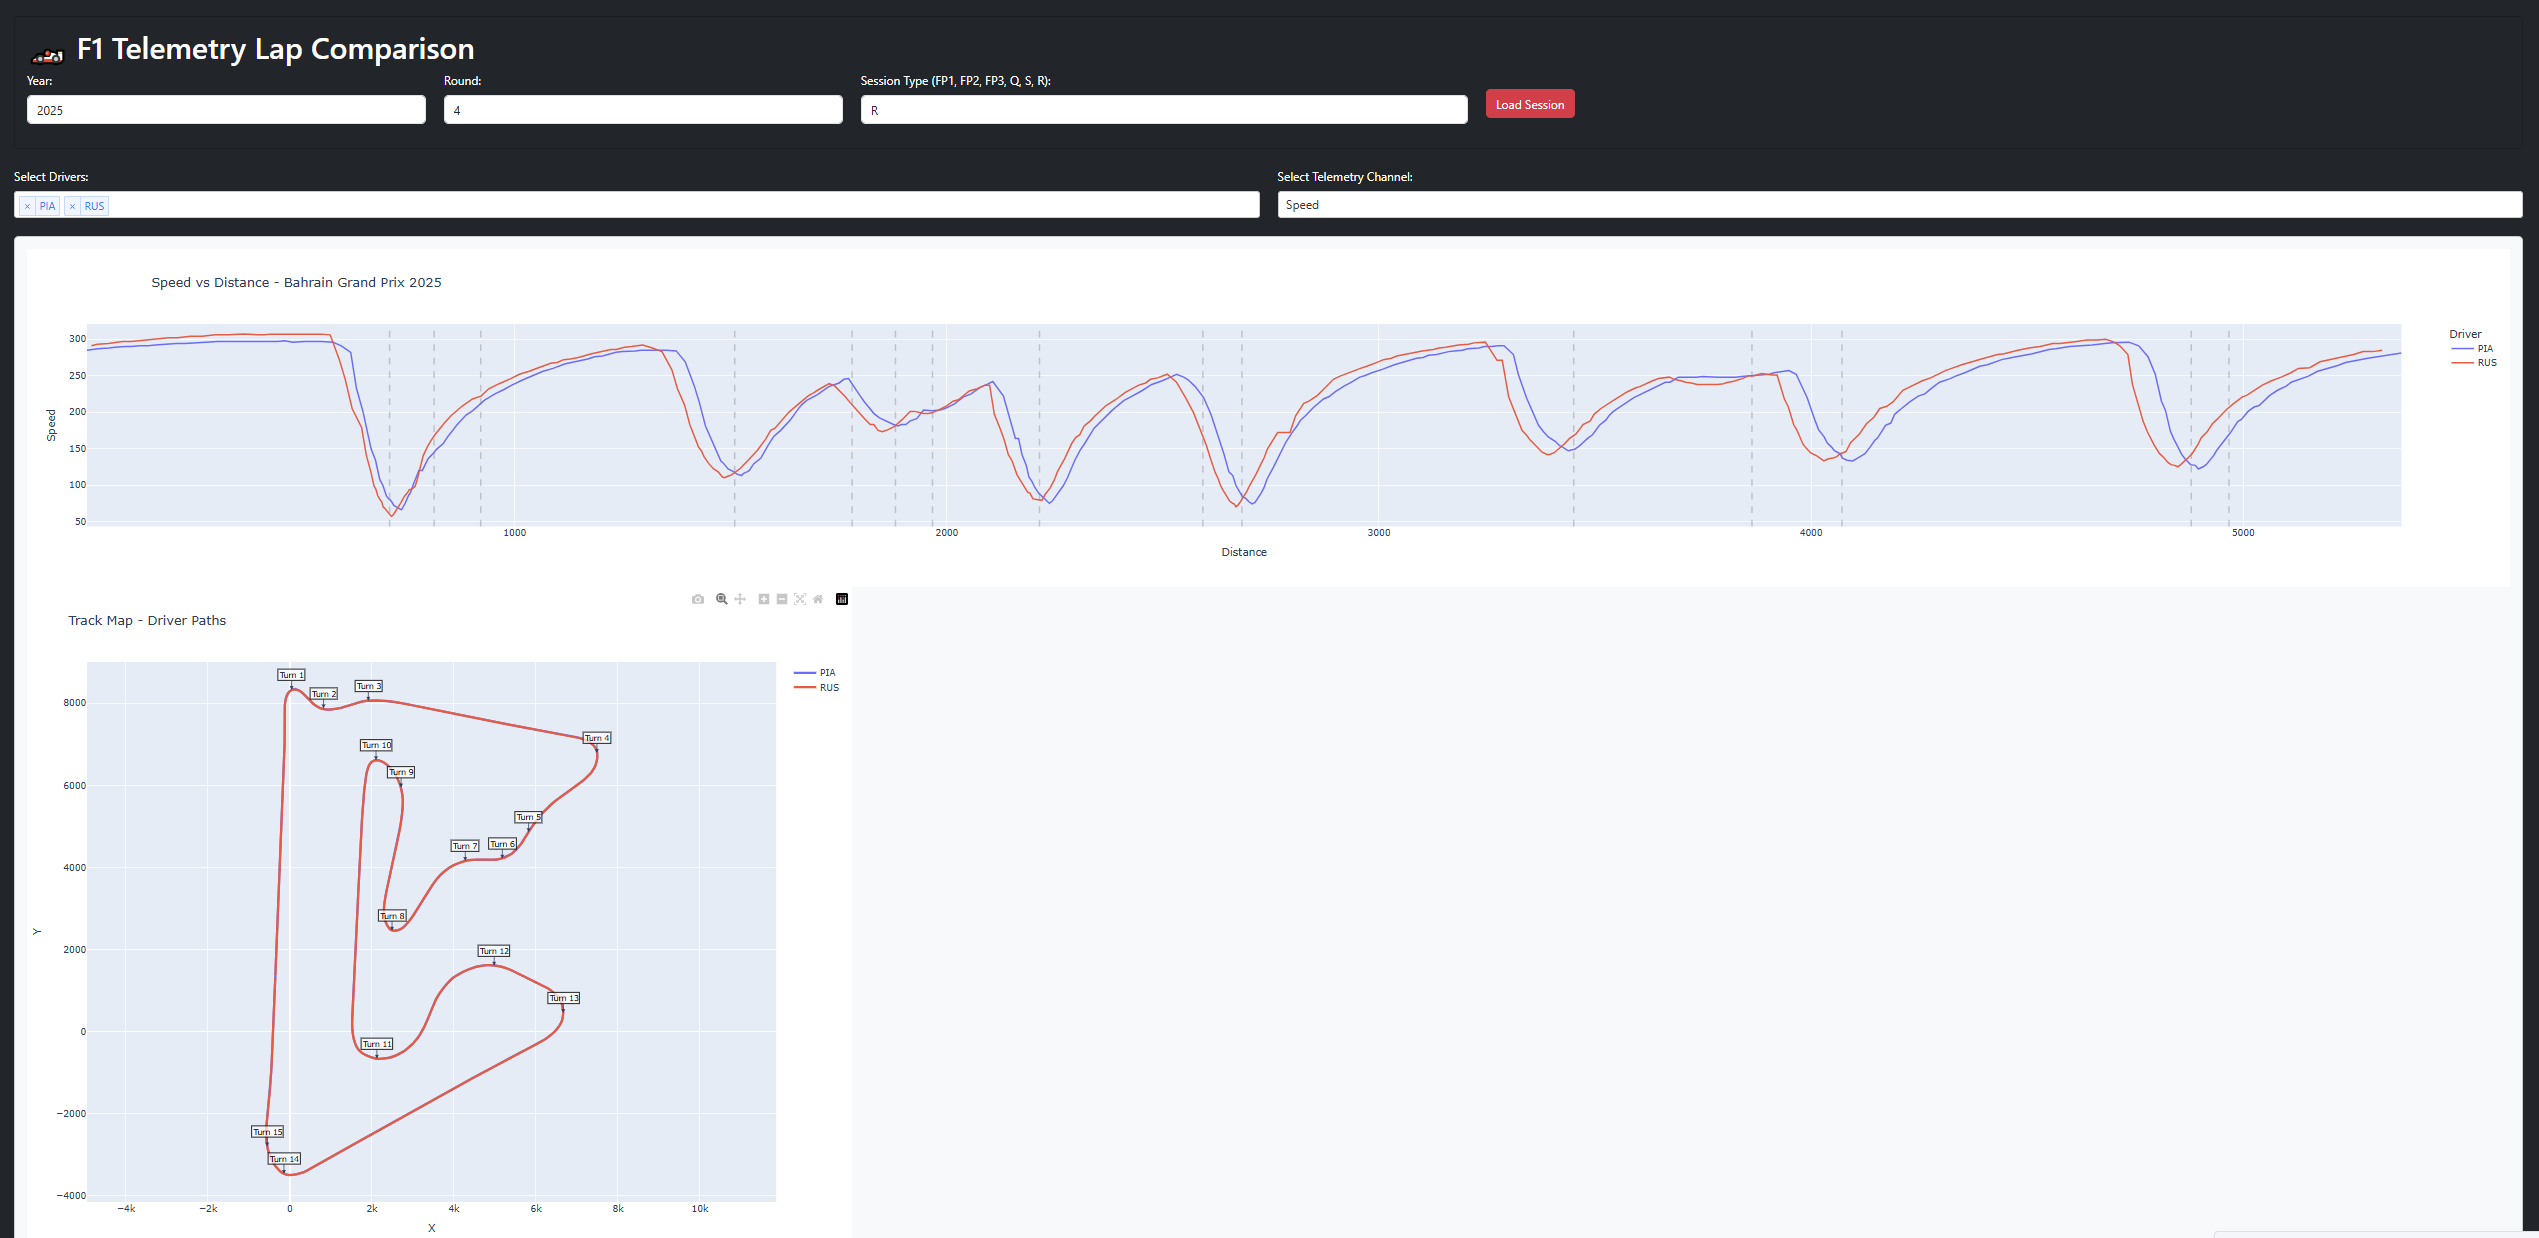 F1 Telemetry Lap Comparison
Year:
Round:
Session Type (FP1, FP2, FP3, Q, S, R):
2025
4
R
Load Session
Select Drivers:
Select Telemetry Channel:
× PIA × RUS
Speed
Speed vs Distance - Bahrain Grand Prix 2025
300
250
200
150
100
50
Speed
1000
2000
3000
4000
5000
Distance
Driver
PIA
RUS
Track Map - Driver Paths
PIA
RUS
8000
6000
4000
2000
0
−2000
−4000
Y
Turn 1
Turn 2
Turn 3
Turn 4
Turn 10
Turn 9
Turn 5
Turn 6
Turn 7
Turn 8
Turn 12
Turn 13
Turn 11
Turn 15
Turn 14
−4k
−2k
0
2k
4k
6k
8k
10k
X